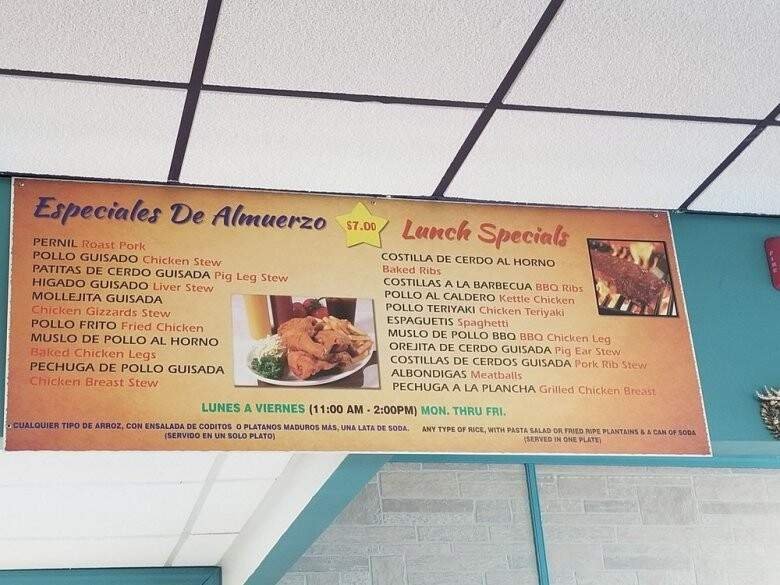 Especiales De Almuerzo
$7.00
Lunch Specials
PERNIL Roast Pork
POLLO GUISADO Chicken Stew
PATITAS DE CERDO GUISADA Pig Leg Stew
HIGADO GUISADO Liver Stew
MOLLEJITA GUISADA
Chicken Gizzards Stew
POLLO FRITO Fried Chicken
MUSLO DE POLLO AL HORNO
Baked Chicken Legs
PECHUGA DE POLLO GUISADA
Chicken Breast Stew
COSTILLA DE CERDO AL HORNO
Baked Ribs
COSTILLAS A LA BARBECUA BBQ Ribs
POLLO AL CALDERO Kettle Chicken
POLLO TERIYAKI Chicken Teriyaki
ESPAGUETIS Spaghetti
MUSLO DE POLLO BBQ BBQ Chicken Leg
OREJITA DE CERDO GUISADA Pig Ear Stew
COSTILLAS DE CERDOS GUISADA Pork Rib Stew
ALBONDIGAS Meatballs
PECHUGA A LA PLANCHA Grilled Chicken Breast
LUNES A VIERNES (11:00 AM - 2:00PM) MON. THRU FRI.
CUALQUIER TIPO DE ARROZ, CON ENSALADA DE CODITOS O PLATANOS MADUROS MÁS, UNA LATA DE SODA.
(SERVIDO EN UN SOLO PLATO)
ANY TYPE OF RICE, WITH PASTA SALAD OR FRIED RIPE PLANTAINS & A CAN OF SODA
(SERVED IN ONE PLATE)